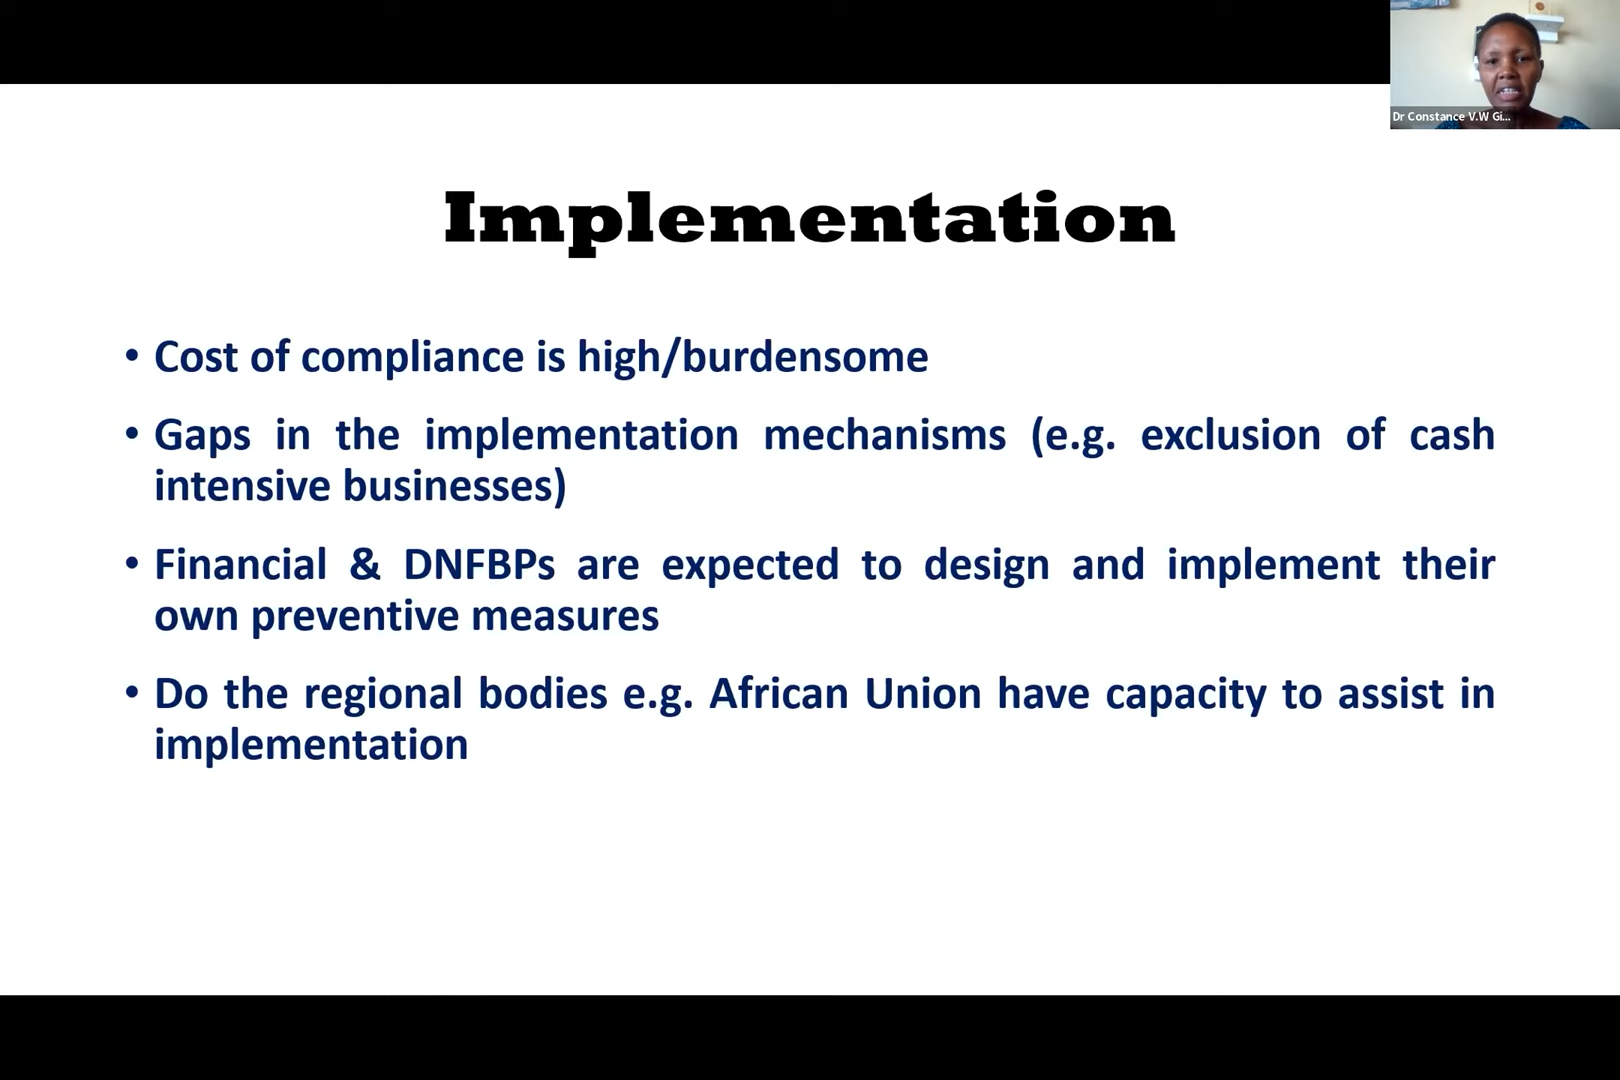 Dr Constance V.W Gi...
Implementation
• Cost of compliance is high/burdensome
• Gaps in the implementation mechanisms (e.g. exclusion of cash
intensive businesses)
• Financial & DNFBPs are expected to design and implement their
own preventive measures
• Do the regional bodies e.g. African Union have capacity to assist in
implementation